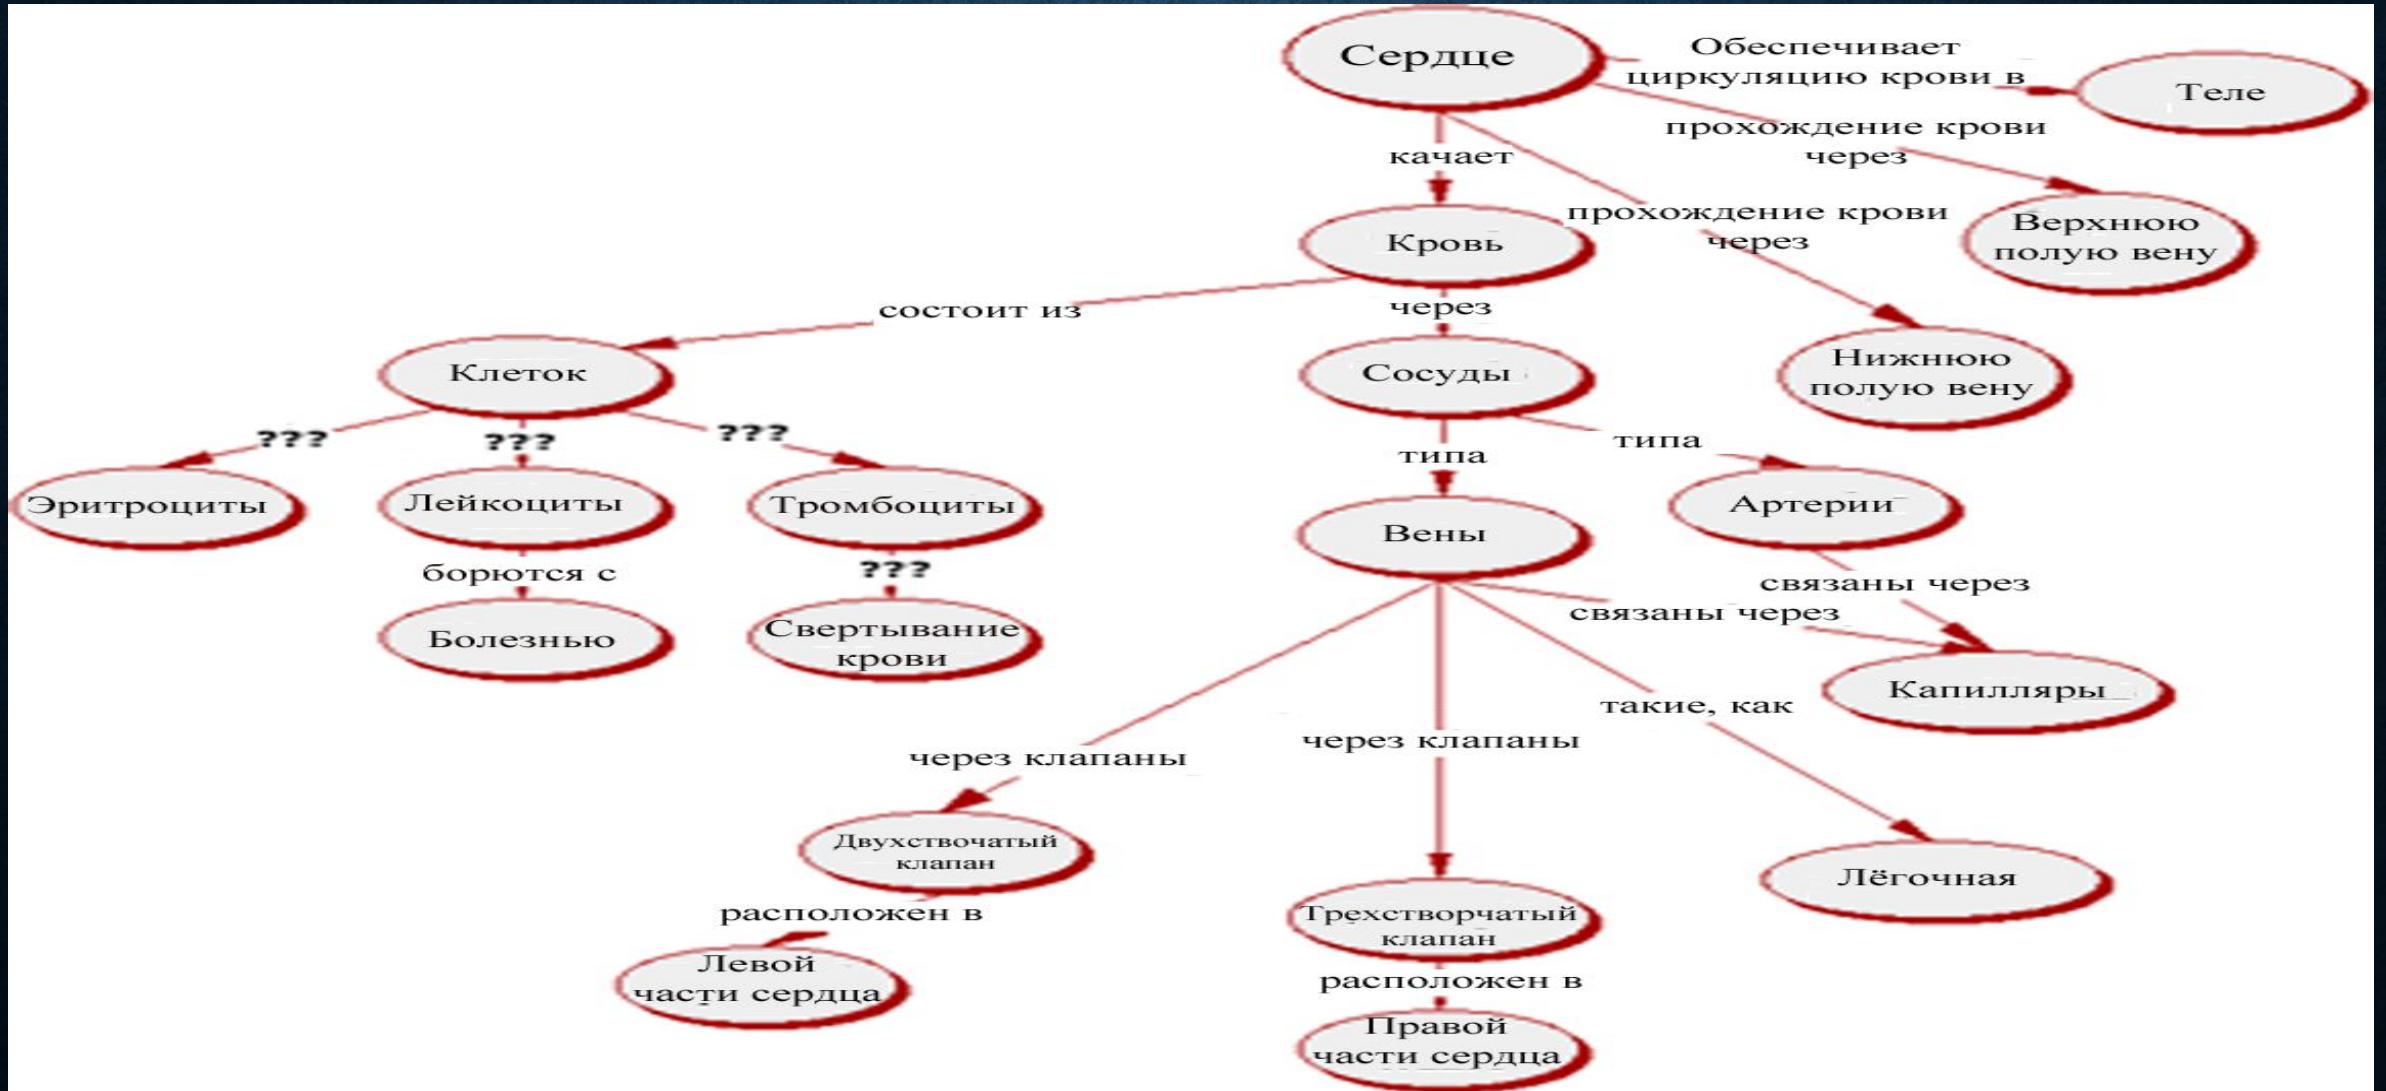 Сердце
Обеспечивает
циркуляцию крови в
Теле
прохождение крови
через
качает
прохождение крови
через
Верхнюю
полую вену
Кровь
состоит из
через
Нижнюю
полую вену
Клеток
Сосуды
???
???
???
типа
типа
Эритроциты
Лейкоциты
Тромбоциты
Артерии
Вены
борются с
???
связаны через
связаны через
Болезнью
Свертывание
крови
Капилляры
такие, как
через клапаны
через клапаны
Двухствочатый
клапан
Лёгочная
расположен в
Трехстворчатый
клапан
Левой
части сердца
расположен в
Правой
части сердца